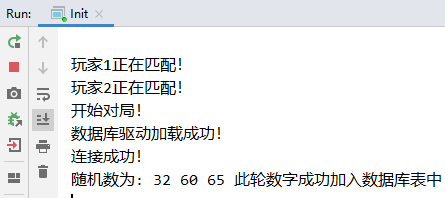 Run: Init ×
玩家1正在匹配!
玩家2正在匹配!
开始对局!
数据库驱动加载成功!
连接成功!
随机数为: 32 60 65 此轮数字成功加入数据库表中